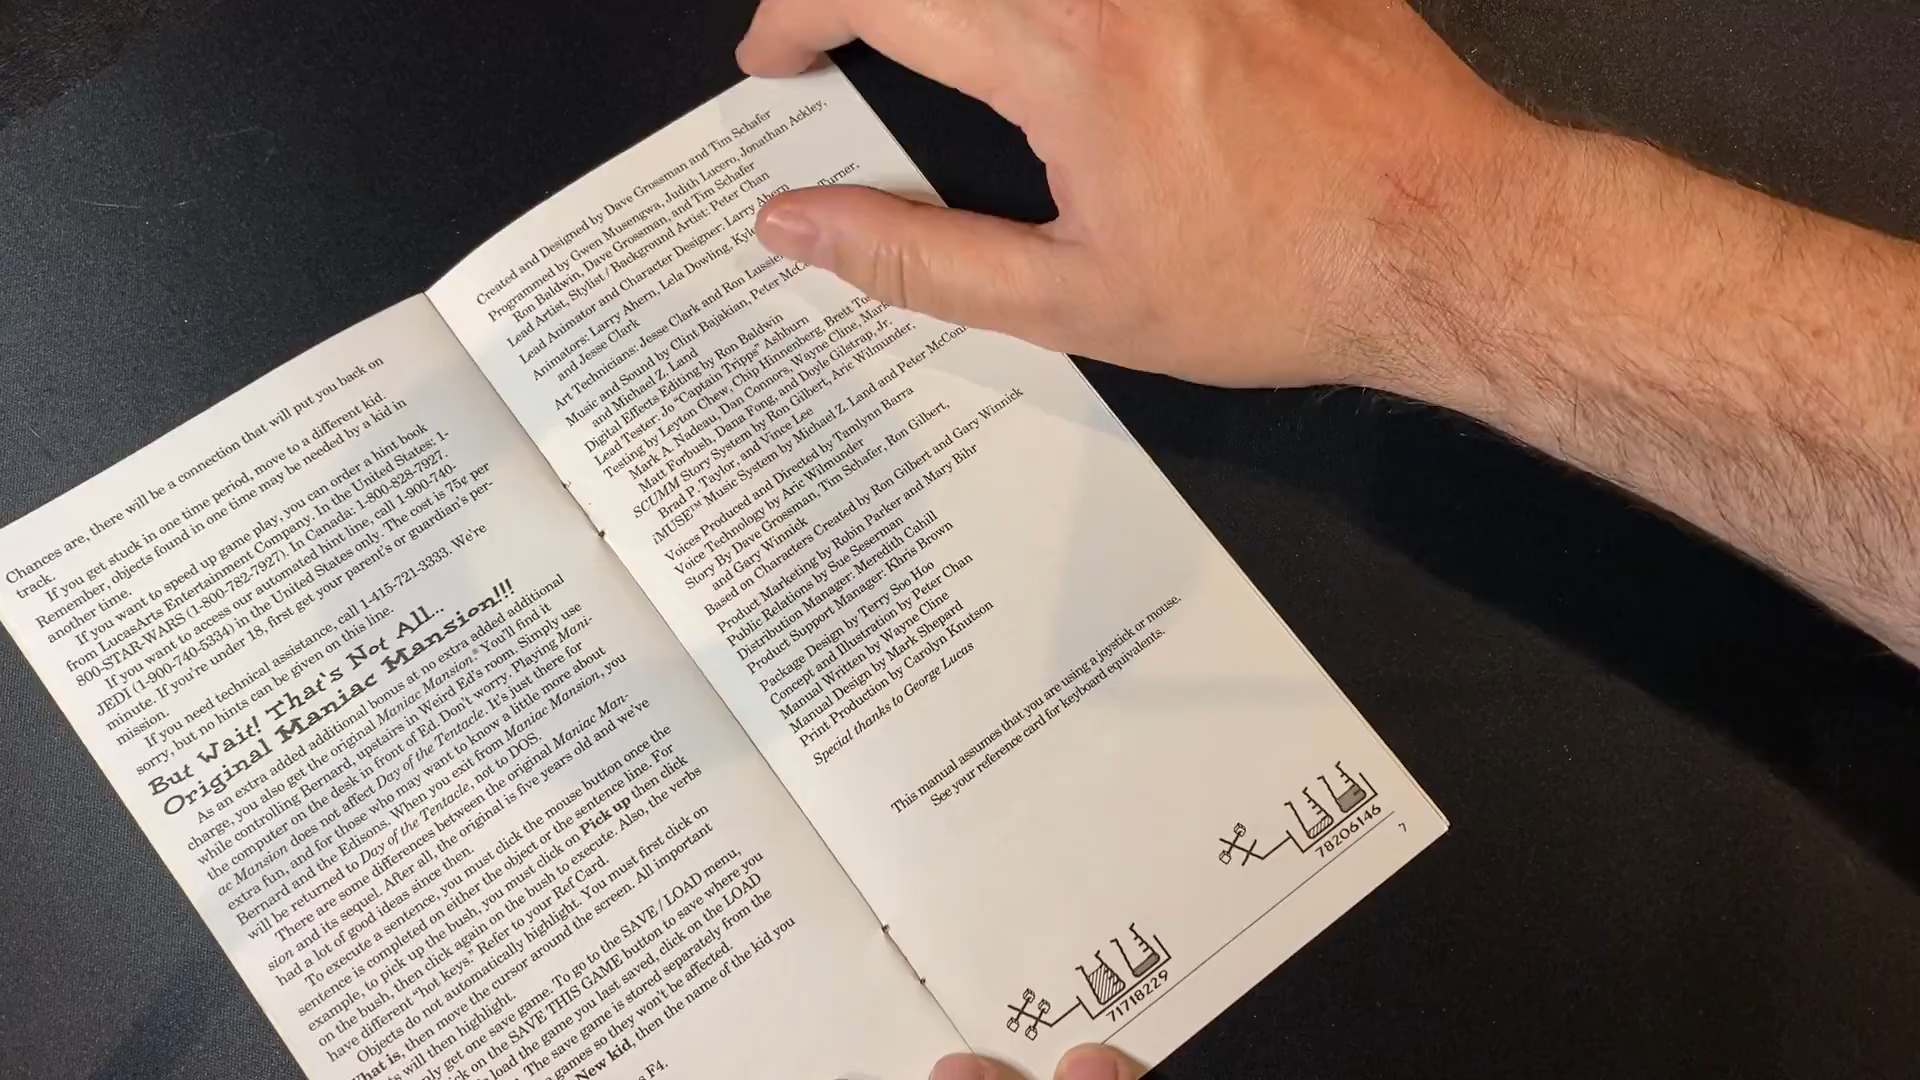 Chances are, there will be a connection that will put you back on
track.
If you get stuck in one time period, move to a different kid.
Remember, objects found in one time may be needed by a kid in
another time.
If you want to speed up game play, you can order a hint book
from LucasArts Entertainment Company. In the United States: 1-
800-STAR-WARS (1-800-782-7927). In Canada: 1-800-828-7927.
If you want to access our automated hint line, call 1-900-740-
JEDI (1-900-740-5334) in the United States only. The cost is 75¢ per
minute. If you're under 18, first get your parent's or guardian's per-
mission.
If you need technical assistance, call 1-415-721-3333. We're
sorry, but no hints can be given on this line.
But Wait! That's Not All...
Original Maniac Mansion!!!
As an extra added additional bonus at no extra added additional
charge, you also get the original Maniac Mansion.® You'll find it
while controlling Bernard, upstairs in Weird Ed's room. Simply use
the computer on the desk in front of Ed. Don't worry. Playing Mani-
ac Mansion does not affect Day of the Tentacle. It's just there for
extra fun, and for those who may want to know a little more about
Bernard and the Edisons. When you exit from Maniac Mansion, you
will be returned to Day of the Tentacle, not to DOS.
There are some differences between the original Maniac Man-
sion and its sequel. After all, the original is five years old and we've
had a lot of good ideas since then.
To execute a sentence, you must click the mouse button once the
sentence is completed on either the object or the sentence line. For
example, to pick up the bush, you must click on Pick up then click
on the bush, then click again on the bush to execute. Also, the verbs
have different "hot keys." Refer to your Ref Card.
Objects do not automatically highlight. You must first click on
What is, then move the cursor around the screen. All important
will then highlight.
get one save game. To go to the SAVE / LOAD menu,
on the SAVE THIS GAME button to save where you
load the game you last saved, click on the LOAD
The save game is stored separately from the
games so they won't be affected.
New kid, then the name of the kid you
F4.
Created and Designed by Dave Grossman and Tim Schafer
Programmed by Gwen Musengwa, Judith Lucero, Jonathan Ackley,
Ron Baldwin, Dave Grossman, and Tim Schafer
Lead Artist, Stylist / Background Artist: Peter Chan
Lead Animator and Character Designer: Larry Ahern
Animators: Larry Ahern, Lela Dowling, Kyle Turner,
and Jesse Clark
Art Technicians: Jesse Clark and Ron Lussier
Music and Sound by Clint Bajakian, Peter
and Michael Z. Land
Digital Effects Editing by Ron Baldwin
Lead Tester: Jo "Captain Tripps" Ashburn
Testing by Leyton Chew, Chip Hinnenberg, Brett
Mark A. Nadeau, Dan Connors, Wayne Cline, Mark
Matt Forbush, Dana Fong, and Doyle Gilstrap, Jr.
SCUMM Story System by Ron Gilbert, Aric Wilmunder,
Brad P. Taylor, and Vince Lee
iMUSE™ Music System by Michael Z. Land and Peter
Voices Produced and Directed by Tamlynn Barra
Voice Technology by Aric Wilmunder
Story By Dave Grossman, Tim Schafer, Ron Gilbert,
and Gary Winnick
Based on Characters Created by Ron Gilbert and Gary Winnick
Product Marketing by Robin Parker and Mary Bihr
Public Relations by Sue Seserman
Distribution Manager: Meredith Cahill
Product Support Manager: Khris Brown
Package Design by Terry Soo Hoo
Concept and Illustration by Peter Chan
Manual Written by Wayne Cline
Manual Design by Mark Shepard
Print Production by Carolyn Knutson
Special thanks to George Lucas
This manual assumes that you are using a joystick or mouse.
See your reference card for keyboard equivalents.
78206146
7
71718229